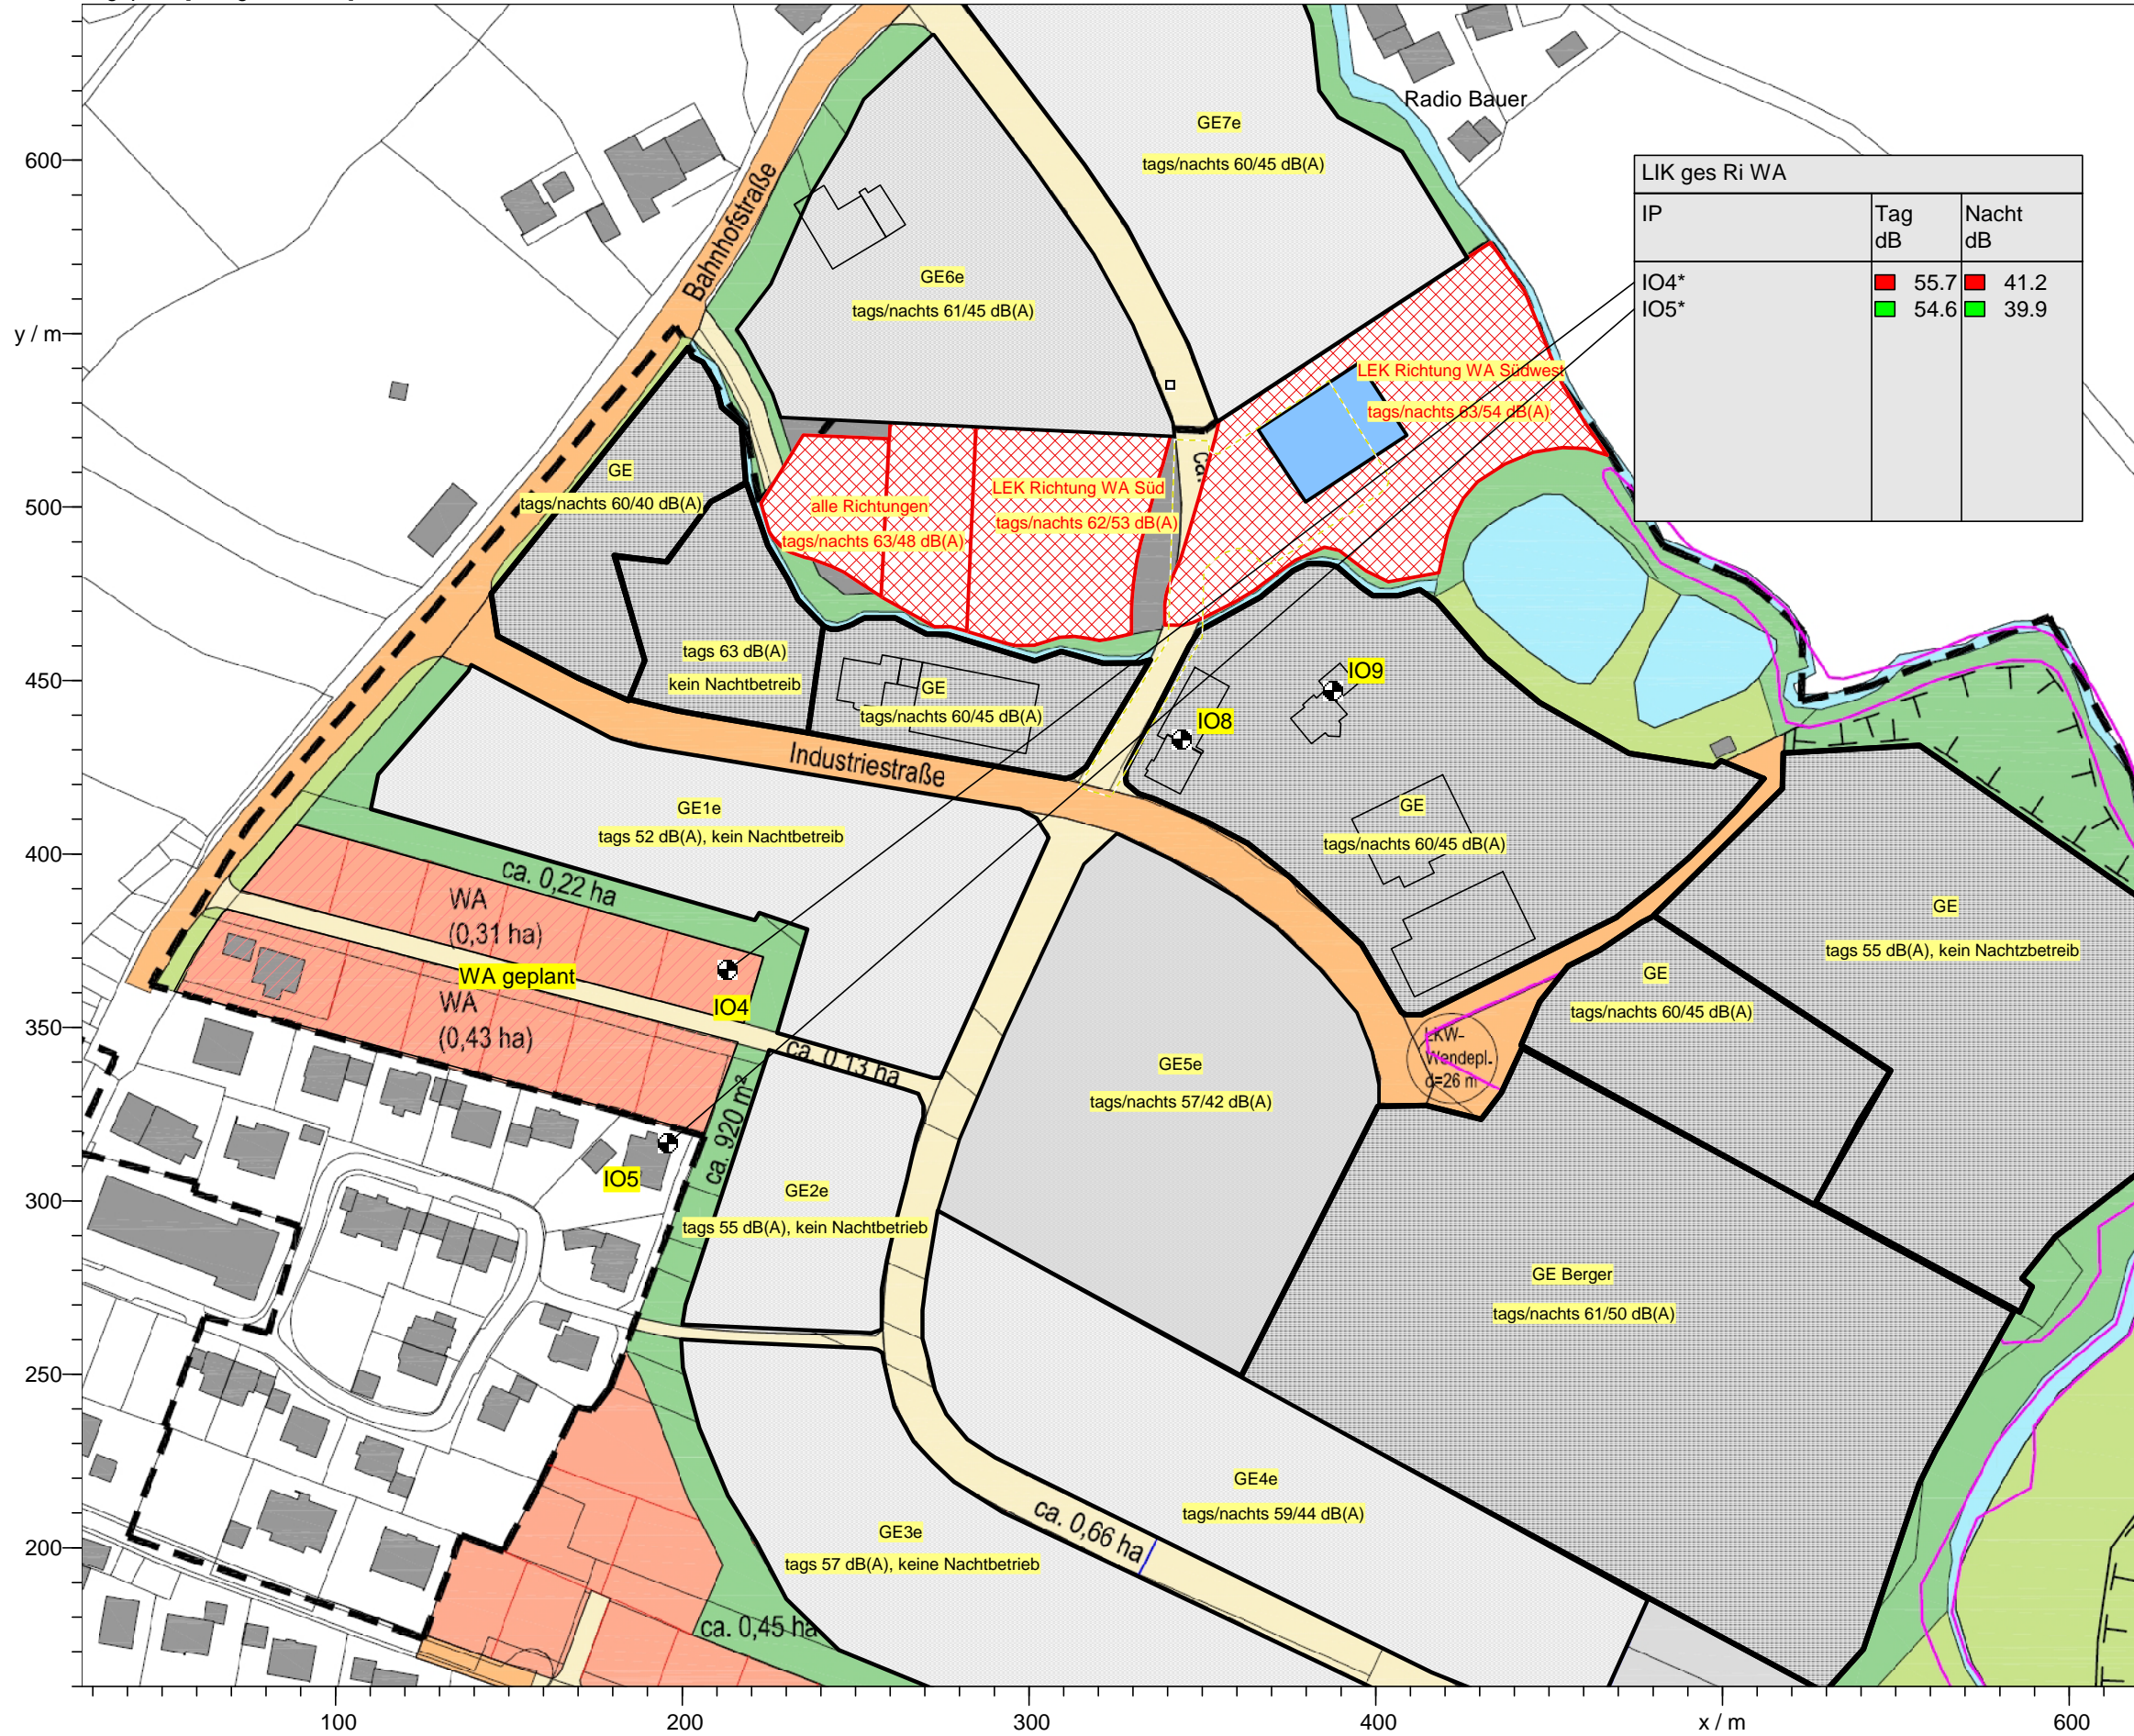 Radio Bauer
GE7e
tags/nachts 60/45 dB(A)
LIK ges Ri WA
IP
Tag
dB
Nacht
dB
IO4*
55.7
41.2
IO5*
54.6
39.9
600
y / m
500
450
400
350
300
250
200
Bahnhofstraße
GE6e
tags/nachts 61/45 dB(A)
LEK Richtung WA Südwest
tags/nachts 63/54 dB(A)
GE
tags/nachts 60/40 dB(A)
alle Richtungen
tags/nachts 63/48 dB(A)
LEK Richtung WA Süd
tags/nachts 62/53 dB(A)
ca.
tags 63 dB(A)
kein Nachtbetreib
GE
tags/nachts 60/45 dB(A)
IO9
IO8
Industriestraße
GE1e
tags 52 dB(A), kein Nachtbetreib
GE
tags/nachts 60/45 dB(A)
ca. 0,22 ha
WA
(0,31 ha)
WA geplant
WA
(0,43 ha)
IO4
GE
tags 55 dB(A), kein Nachtzbetreib
GE
tags/nachts 60/45 dB(A)
LKW-
Wendepl.
d=26 m
ca. 0,13 ha
GE5e
tags/nachts 57/42 dB(A)
ca. 920 m²
IO5
GE2e
tags 55 dB(A), kein Nachtbetrieb
GE Berger
tags/nachts 61/50 dB(A)
GE4e
tags/nachts 59/44 dB(A)
ca. 0,66 ha
GE3e
tags 57 dB(A), keine Nachtbetrieb
ca. 0,45 ha
100
200
300
400
x / m
600